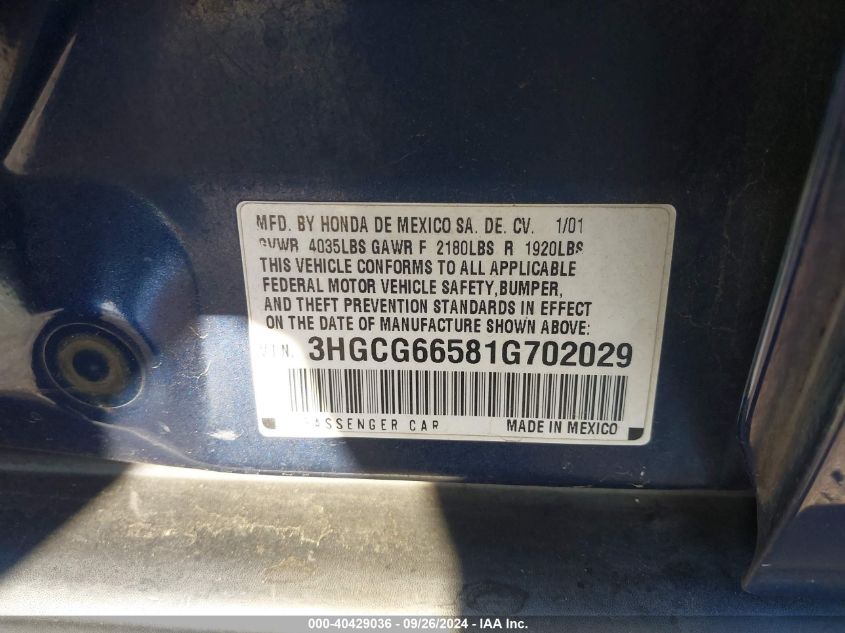 MFD. BY HONDA DE MEXICO SA. DE. CV. 1/01
GVWR 4035LBS GAWR F 2180LBS R 1920LBS
THIS VEHICLE CONFORMS TO ALL APPLICABLE
FEDERAL MOTOR VEHICLE SAFETY, BUMPER,
AND THEFT PREVENTION STANDARDS IN EFFECT
ON THE DATE OF MANUFACTURE SHOWN ABOVE:
V.I.N. 3HGCG66581G702029
PASSENGER CAR MADE IN MEXICO
000-40429036 - 09/26/2024 - IAA